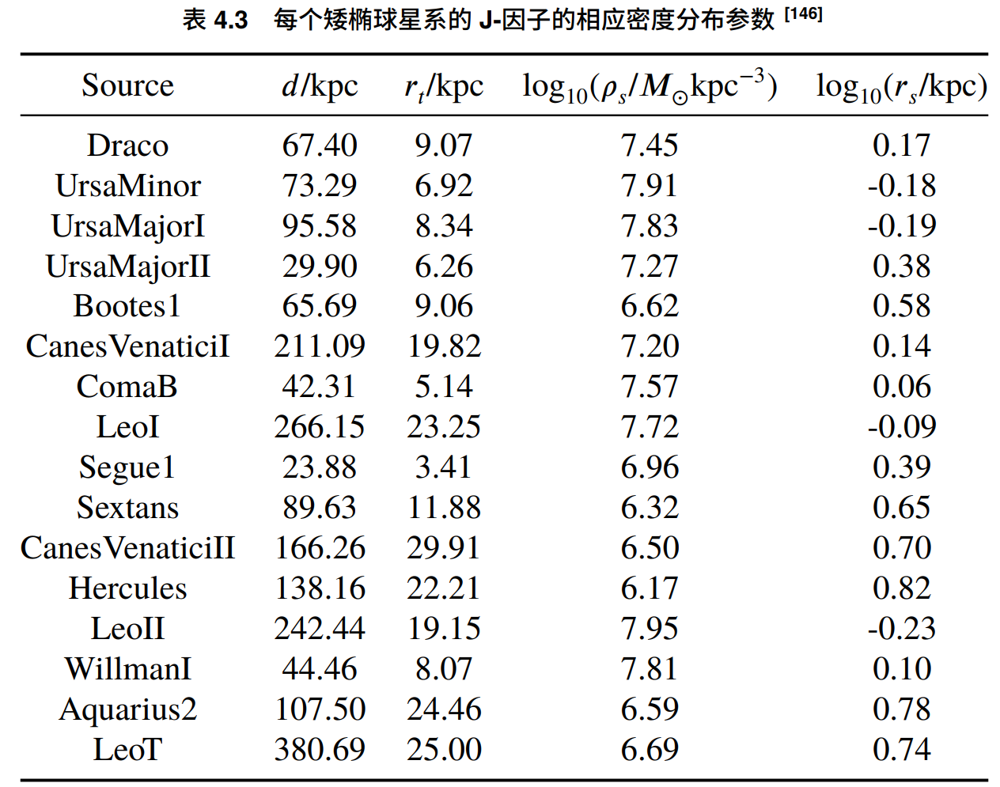 表 4.3 每个矮椭球星系的 J-因子的相应密度分布参数 [146]
Source d/kpc r_t/kpc log₁₀(ρ_s/M_⊙kpc⁻³) log₁₀(r_s/kpc)
Draco 67.40 9.07 7.45 0.17
UrsaMinor 73.29 6.92 7.91 -0.18
UrsaMajorI 95.58 8.34 7.83 -0.19
UrsaMajorII 29.90 6.26 7.27 0.38
Bootes1 65.69 9.06 6.62 0.58
CanesVenaticiI 211.09 19.82 7.20 0.14
ComaB 42.31 5.14 7.57 0.06
LeoI 266.15 23.25 7.72 -0.09
Segue1 23.88 3.41 6.96 0.39
Sextans 89.63 11.88 6.32 0.65
CanesVenaticiII 166.26 29.91 6.50 0.70
Hercules 138.16 22.21 6.17 0.82
LeoII 242.44 19.15 7.95 -0.23
WillmanI 44.46 8.07 7.81 0.10
Aquarius2 107.50 24.46 6.59 0.78
LeoT 380.69 25.00 6.69 0.74